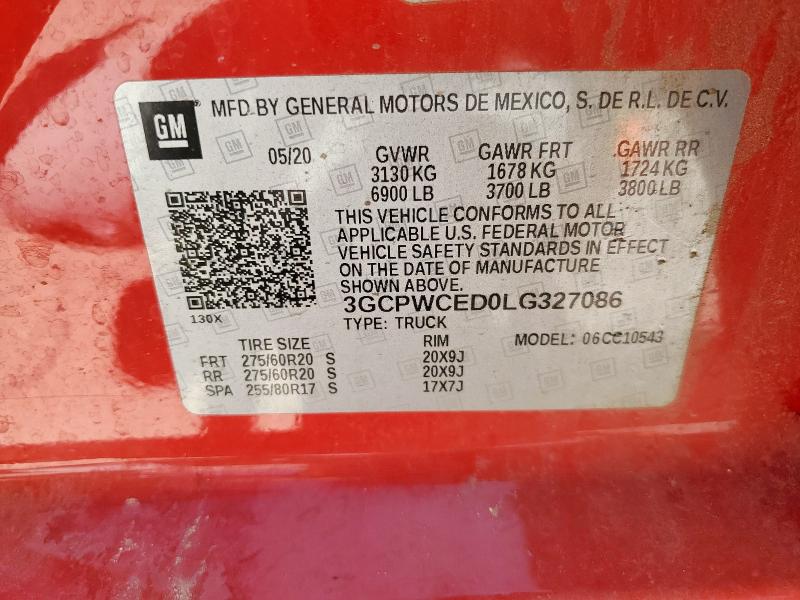 GM ® MFD BY GENERAL MOTORS DE MEXICO, S. DE R.L. DE C.V.
05/20 GVWR GAWR FRT GAWR RR
3130 KG 1678 KG 1724 KG
6900 LB 3700 LB 3800 LB
THIS VEHICLE CONFORMS TO ALL
APPLICABLE U.S. FEDERAL MOTOR
VEHICLE SAFETY STANDARDS IN EFFECT
ON THE DATE OF MANUFACTURE
SHOWN ABOVE.
3GCPWCED0LG327086
130X
TYPE: TRUCK
TIRE SIZE RIM MODEL: 06CC10543
FRT 275/60R20 S 20X9J
RR 275/60R20 S 20X9J
SPA 255/80R17 S 17X7J